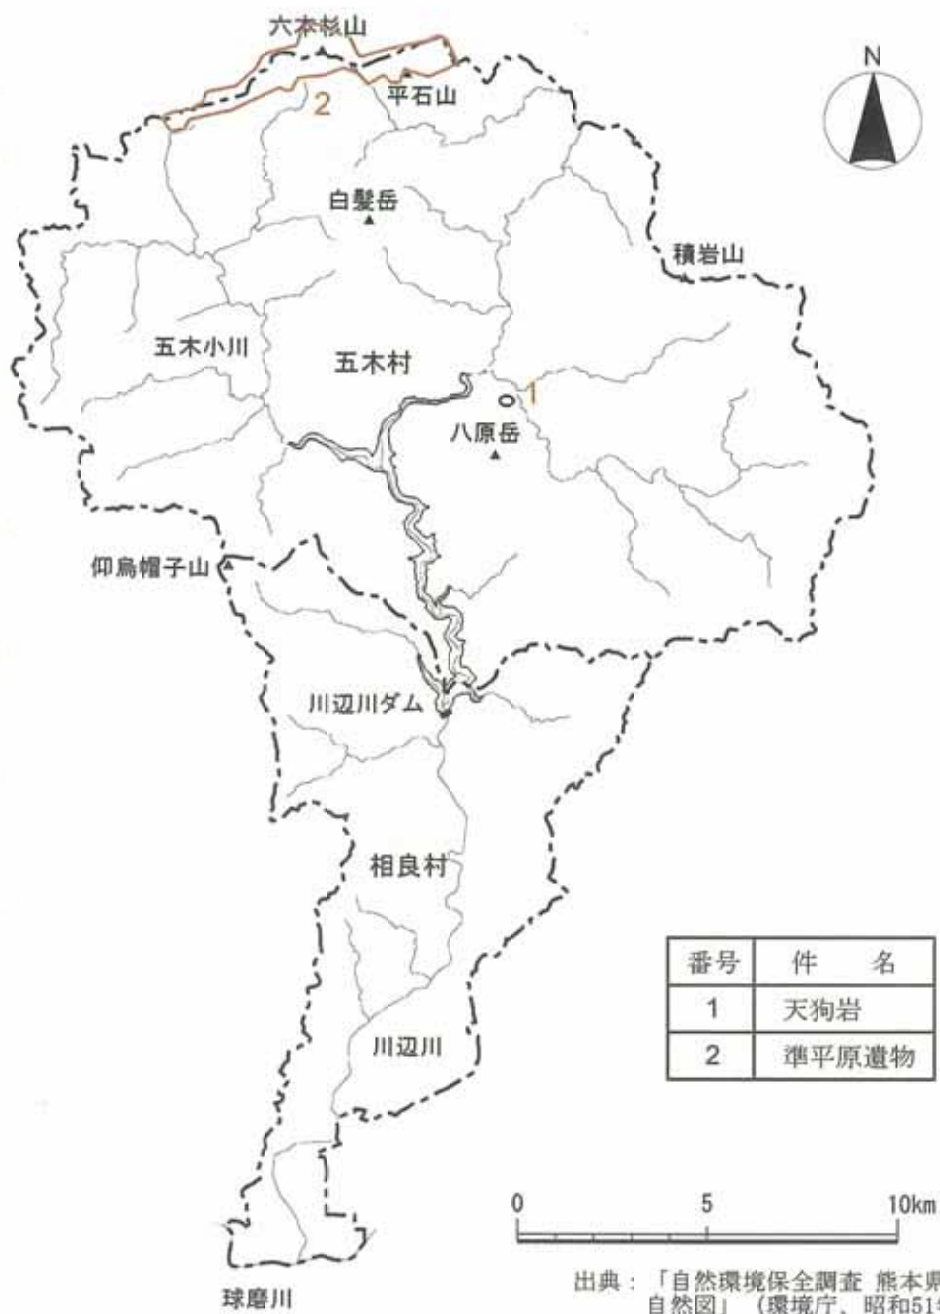 六本杉山
N
平石山
2
白髪岳
積岩山
五木小川
五木村
1
八原岳
仰烏帽子山
川辺川ダム
相良村
川辺川
番号 件 名
1 天狗岩
2 準平原遺物
0 5 10km
球磨川
出典：「自然環境保全調査 熊本県
自然図」（環境庁、昭和51